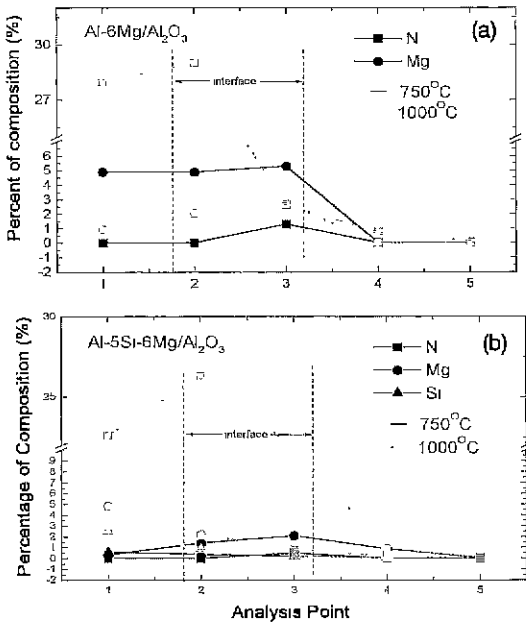 Al-6Mg/Al₂O₃
(a)
N
Mg
750°C
1000°C
interface
Percent of composition (%)
30
29
28
27
6
5
4
3
2
1
0
-1
-2
1 2 3 4 5
Al-5Si-6Mg/Al₂O₃
(b)
N
Mg
Si
750°C
1000°C
interface
Percentage of Composition (%)
30
25
9
8
7
6
5
4
3
2
1
0
-1
-2
1 2 3 4 5
Analysis Point